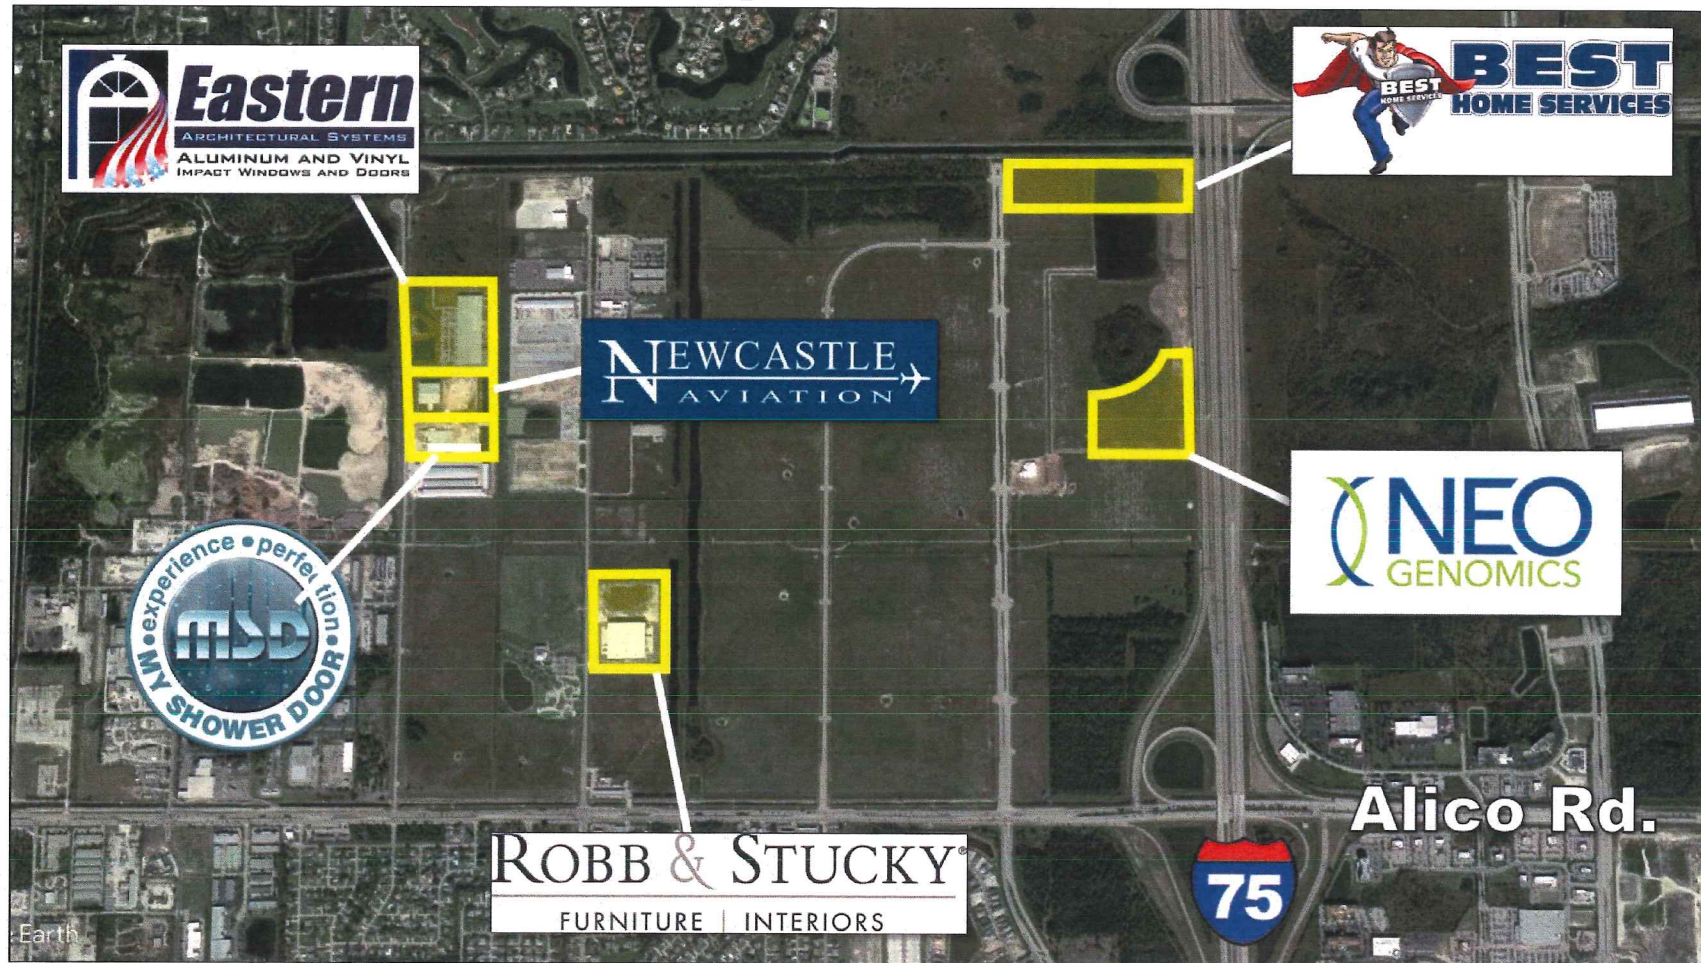 Eastern
ARCHITECTURAL SYSTEMS
ALUMINUM AND VINYL
IMPACT WINDOWS AND DOORS
BEST
HOME SERVICES
BEST
HOME SERVICES
NEWCASTLE
AVIATION
NEO
GENOMICS
•experience •perfection•
MSD
MY SHOWER DOOR
Alico Rd.
ROBB & STUCKY®
FURNITURE | INTERIORS
75
Earth